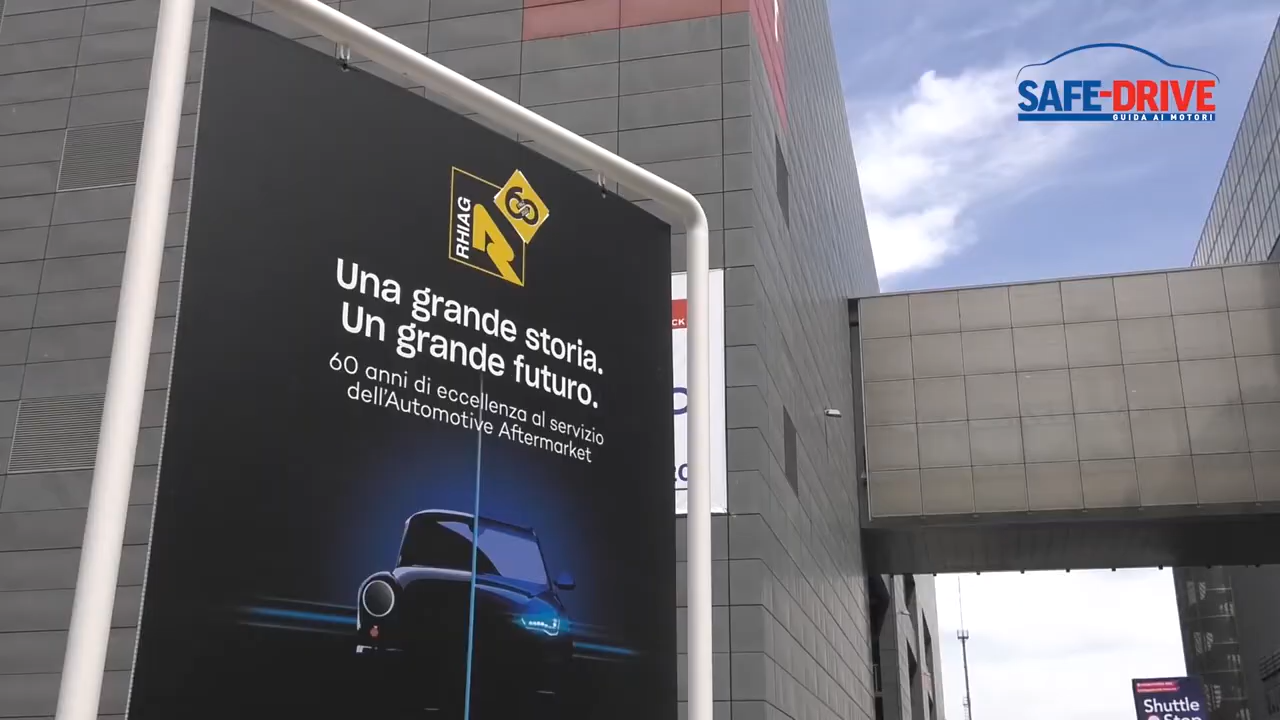 SAFE-DRIVE
GUIDA AI MOTORI
RHIAG
60
Una grande storia.
Un grande futuro.
60 anni di eccellenza al servizio
dell'Automotive Aftermarket
Shuttle